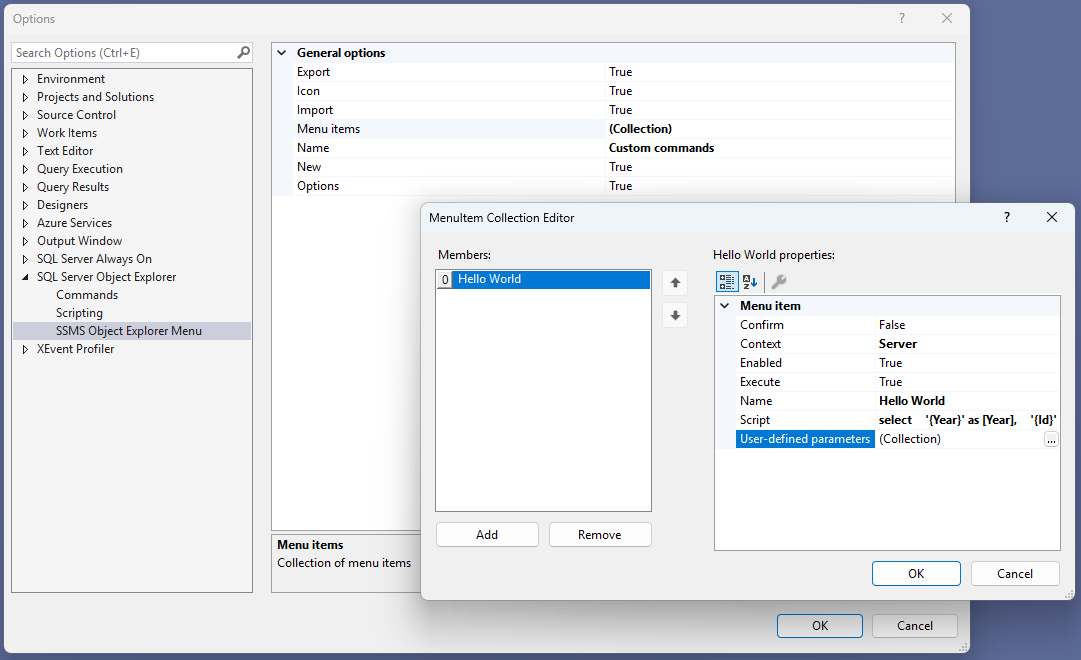 Options
?
Search Options (Ctrl+E)
Environment
Projects and Solutions
Source Control
Work Items
Text Editor
Query Execution
Query Results
Designers
Azure Services
Output Window
SQL Server Always On
SQL Server Object Explorer
Commands
Scripting
SSMS Object Explorer Menu
XEvent Profiler
General options
Export True
Icon True
Import True
Menu items (Collection)
Name Custom commands
New True
Options True
Menu items
Collection of menu items
OK Cancel
MenuItem Collection Editor
?
Members:
0 Hello World
Add Remove
Hello World properties:
Menu item
Confirm False
Context Server
Enabled True
Execute True
Name Hello World
Script select '{Year}' as [Year], '{Id}'
User-defined parameters (Collection) ...
OK Cancel